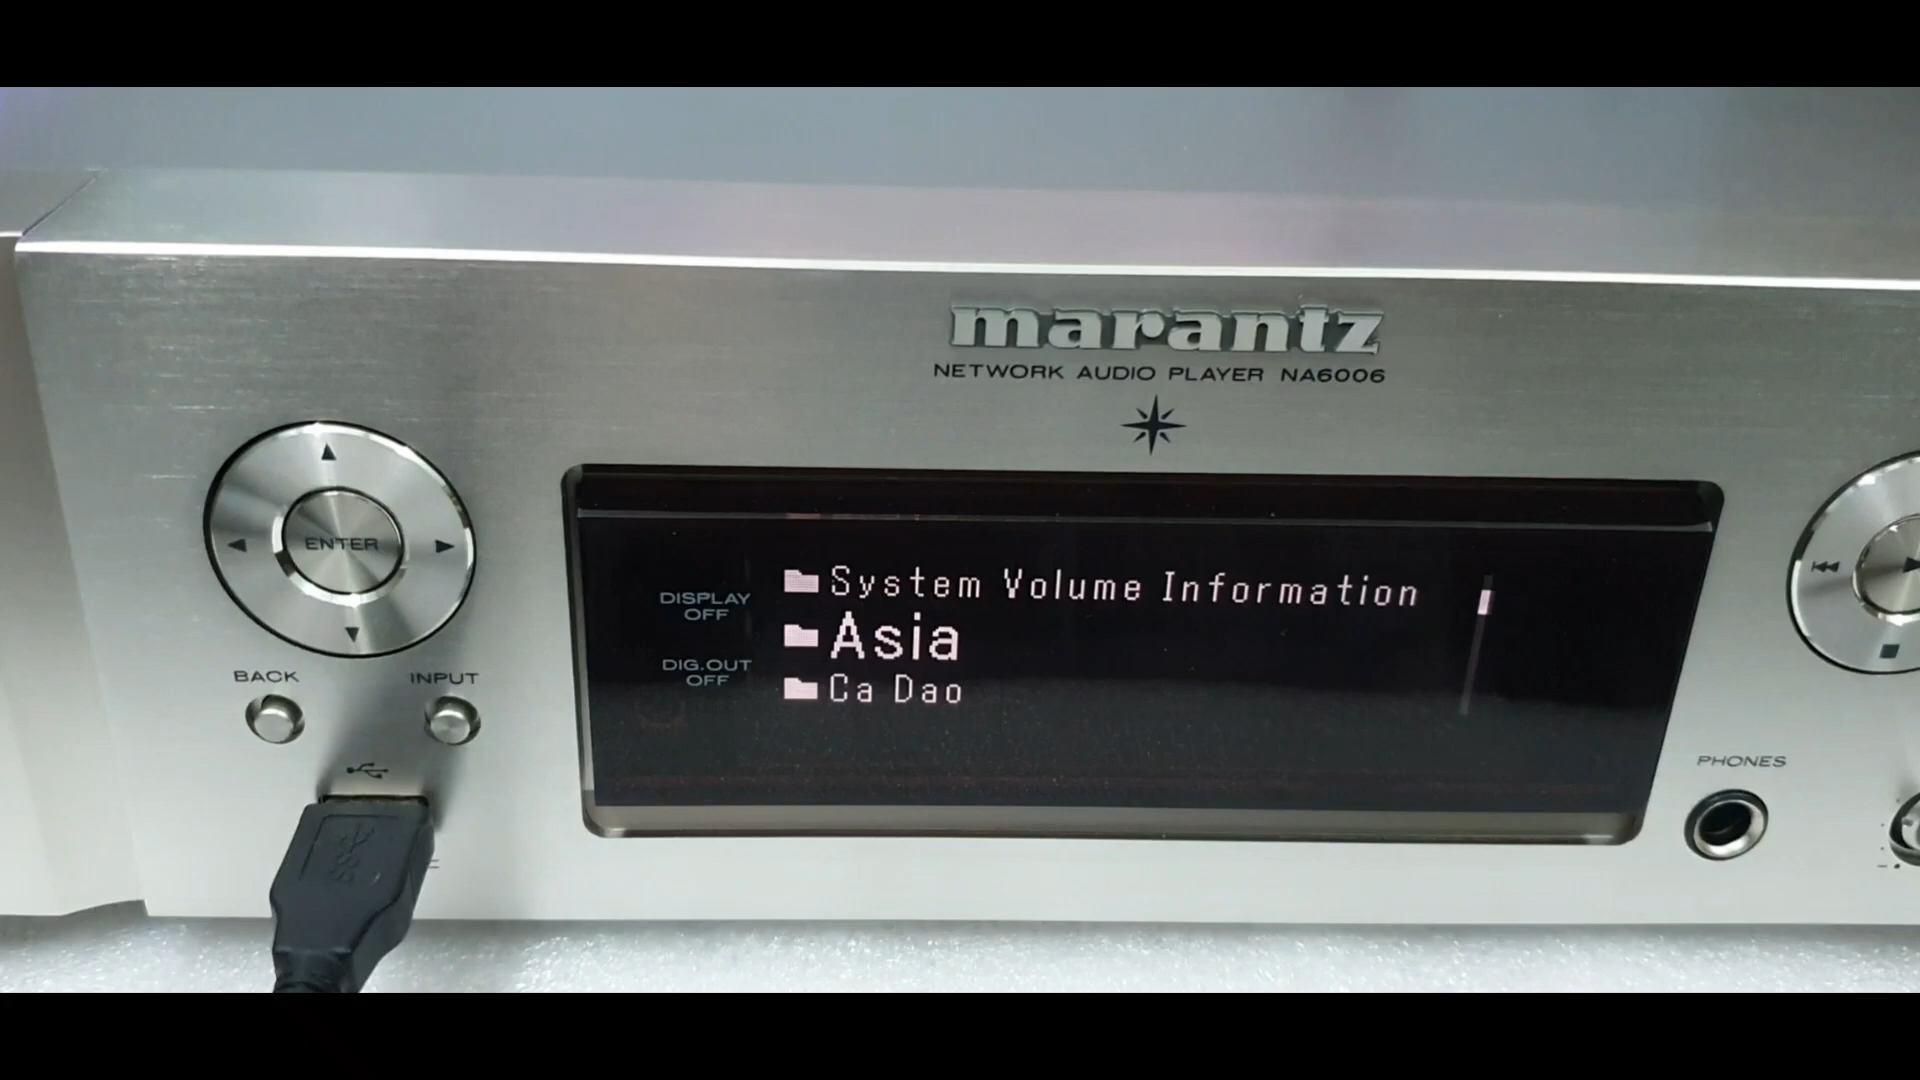 marantz
NETWORK AUDIO PLAYER NA6006
ENTER
BACK
INPUT
DISPLAY
OFF
DIG.OUT
OFF
System Volume Information
Asia
Ca Dao
PHONES